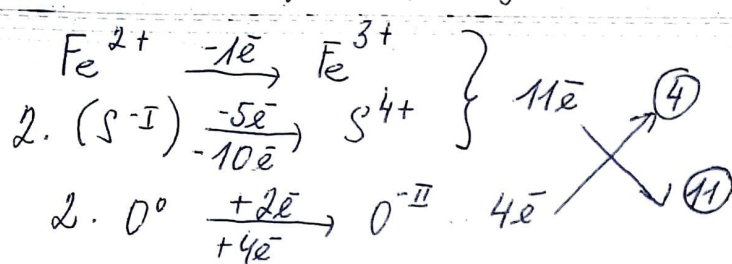 Fe²⁺ -1ē→ Fe³⁺
2. (S⁻ᴵ) -5ē→ S⁴⁺ } 11ē ④
-10ē
2. O⁰ +2ē→ O⁻ᴵᴵ 4ē ⑪
+4ē